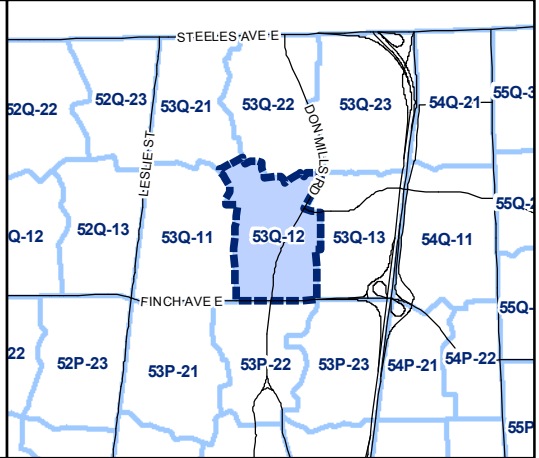 STEELES AVE E
52Q-22
52Q-23
53Q-21
53Q-22
53Q-23
54Q-21
55Q-3
LESLIE ST
DON MILLS RD
Q-12
52Q-13
53Q-11
53Q-12
53Q-13
54Q-11
55Q-2
FINCH AVE E
55Q-
22
52P-23
53P-21
53P-22
53P-23
54P-21
54P-22
55P